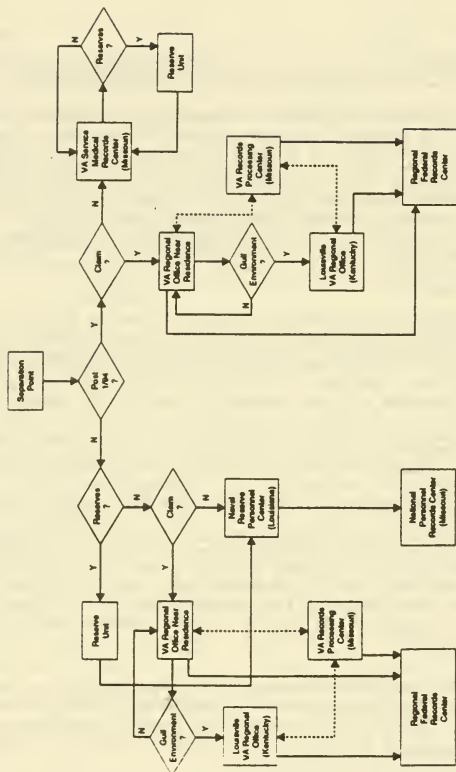 Separation
Point
Post
1/94
?
N
Y
Reserves
?
Y
N
Reserve
Unit
Claim
?
Y
N
VA Regional
Office Near
Residence
Gulf
Environment
?
N
Y
Louisville
VA Regional
Office
(Kentucky)
VA Records
Processing
Center
(Missouri)
Regional
Federal
Records
Center
Naval
Reserve
Personnel
Center
(Louisiana)
National
Personnel
Records Center
(Missouri)
Claim
?
N
Y
VA Service
Medical
Records
Center
(Missouri)
Reserves
?
N
Y
Reserve
Unit
VA Regional
Office Near
Residence
Gulf
Environment
?
N
Y
Louisville
VA Regional
Office
(Kentucky)
VA Records
Processing
Center
(Missouri)
Regional
Federal
Records
Center